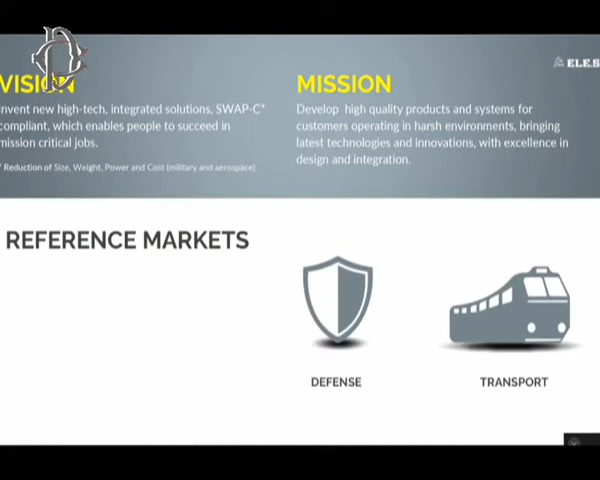 VISION
Invent new high-tech, integrated solutions, SWAP-C*
compliant, which enables people to succeed in
mission critical jobs.
* Reduction of Size, Weight, Power and Cost (military and aerospace)
MISSION
Develop high quality products and systems for
customers operating in harsh environments, bringing
latest technologies and innovations, with excellence in
design and integration.
ELE.S
REFERENCE MARKETS
DEFENSE
TRANSPORT